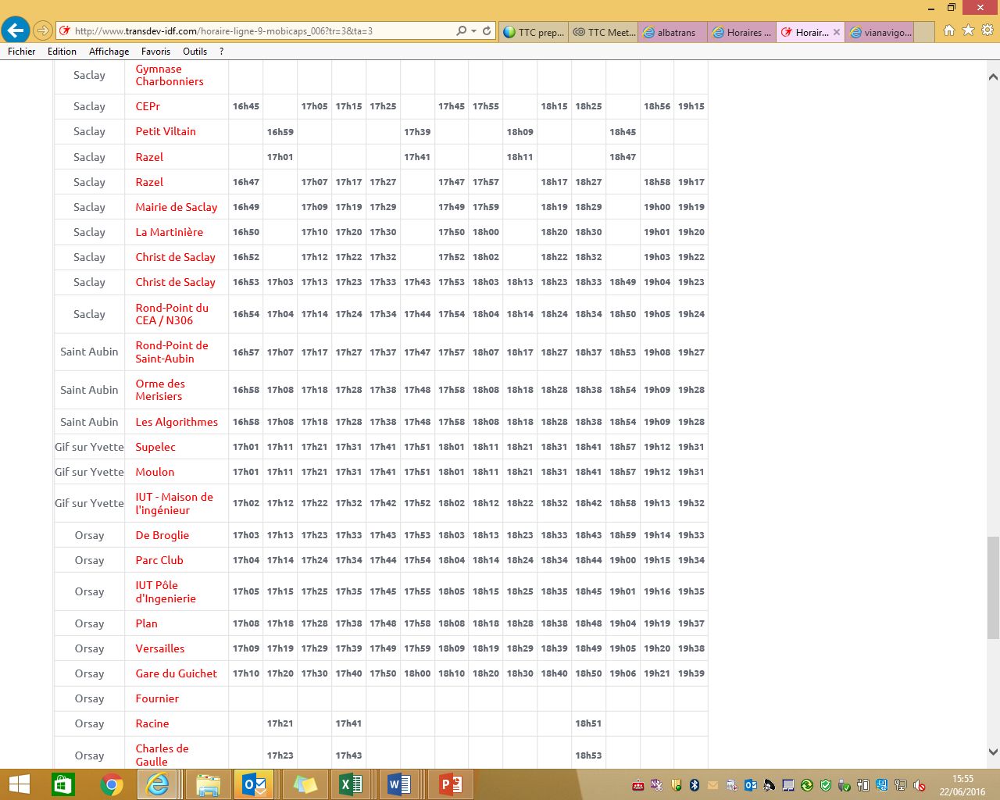 http://www.transdev-idf.com/horaire-ligne-9-mobicaps_006?tr=3&ta=3
TTC prep...
TTC Meet...
albatrans
Horaires ...
Horair...
vianavigo...
Fichier Edition Affichage Favoris Outils ?
Saclay Gymnase
Charbonniers
Saclay CEPr 16h45 17h05 17h15 17h25 17h45 17h55 18h15 18h25 18h56 19h15
Saclay Petit Viltain 16h59 17h39 18h09 18h45
Saclay Razel 17h01 17h41 18h11 18h47
Saclay Razel 16h47 17h07 17h17 17h27 17h47 17h57 18h17 18h27 18h58 19h17
Saclay Mairie de Saclay 16h49 17h09 17h19 17h29 17h49 17h59 18h19 18h29 19h00 19h19
Saclay La Martinière 16h50 17h10 17h20 17h30 17h50 18h00 18h20 18h30 19h01 19h20
Saclay Christ de Saclay 16h52 17h12 17h22 17h32 17h52 18h02 18h22 18h32 19h03 19h22
Saclay Christ de Saclay 16h53 17h03 17h13 17h23 17h33 17h43 17h53 18h03 18h13 18h23 18h33 18h49 19h04 19h23
Saclay Rond-Point du
CEA / N306 16h54 17h04 17h14 17h24 17h34 17h44 17h54 18h04 18h14 18h24 18h34 18h50 19h05 19h24
Saint Aubin Rond-Point de
Saint-Aubin 16h57 17h07 17h17 17h27 17h37 17h47 17h57 18h07 18h17 18h27 18h37 18h53 19h08 19h27
Saint Aubin Orme des
Merisiers 16h58 17h08 17h18 17h28 17h38 17h48 17h58 18h08 18h18 18h28 18h38 18h54 19h09 19h28
Saint Aubin Les Algorithmes 16h58 17h08 17h18 17h28 17h38 17h48 17h58 18h08 18h18 18h28 18h38 18h54 19h09 19h28
Gif sur Yvette Supelec 17h01 17h11 17h21 17h31 17h41 17h51 18h01 18h11 18h21 18h31 18h41 18h57 19h12 19h31
Gif sur Yvette Moulon 17h01 17h11 17h21 17h31 17h41 17h51 18h01 18h11 18h21 18h31 18h41 18h57 19h12 19h31
Gif sur Yvette IUT - Maison de
l'ingénieur 17h02 17h12 17h22 17h32 17h42 17h52 18h02 18h12 18h22 18h32 18h42 18h58 19h13 19h32
Orsay De Broglie 17h03 17h13 17h23 17h33 17h43 17h53 18h03 18h13 18h23 18h33 18h43 18h59 19h14 19h33
Orsay Parc Club 17h04 17h14 17h24 17h34 17h44 17h54 18h04 18h14 18h24 18h34 18h44 19h00 19h15 19h34
Orsay IUT Pôle
d'Ingenierie 17h05 17h15 17h25 17h35 17h45 17h55 18h05 18h15 18h25 18h35 18h45 19h01 19h16 19h35
Orsay Plan 17h08 17h18 17h28 17h38 17h48 17h58 18h08 18h18 18h28 18h38 18h48 19h04 19h19 19h37
Orsay Versailles 17h09 17h19 17h29 17h39 17h49 17h59 18h09 18h19 18h29 18h39 18h49 19h05 19h20 19h38
Orsay Gare du Guichet 17h10 17h20 17h30 17h40 17h50 18h00 18h10 18h20 18h30 18h40 18h50 19h06 19h21 19h39
Orsay Fournier
Orsay Racine 17h21 17h41 18h51
Orsay Charles de
Gaulle 17h23 17h43 18h53
15:55
22/06/2016